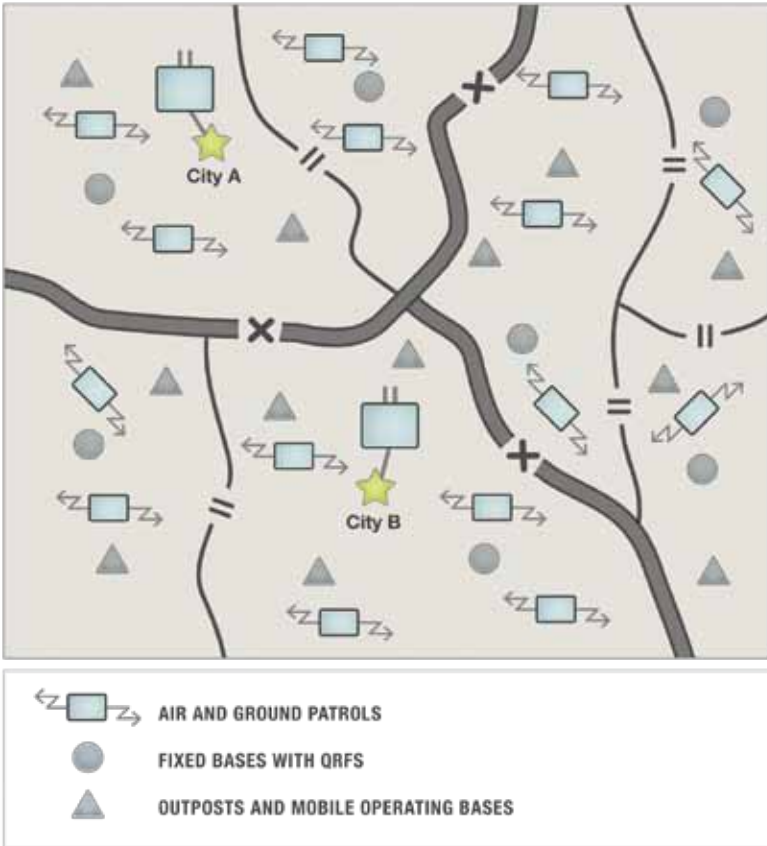 City A
City B
AIR AND GROUND PATROLS
FIXED BASES WITH QRFS
OUTPOSTS AND MOBILE OPERATING BASES